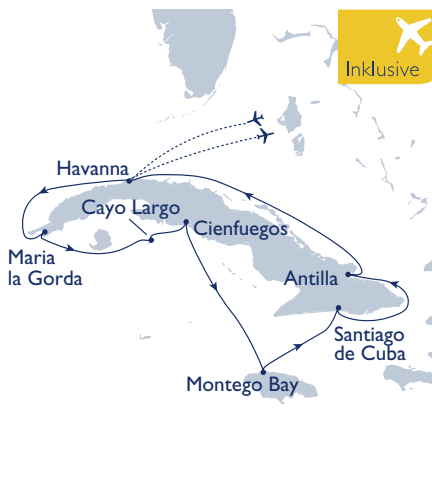 Inklusive
Havanna
Cayo Largo
Cienfuegos
Maria
la Gorda
Antilla
Santiago
de Cuba
Montego Bay